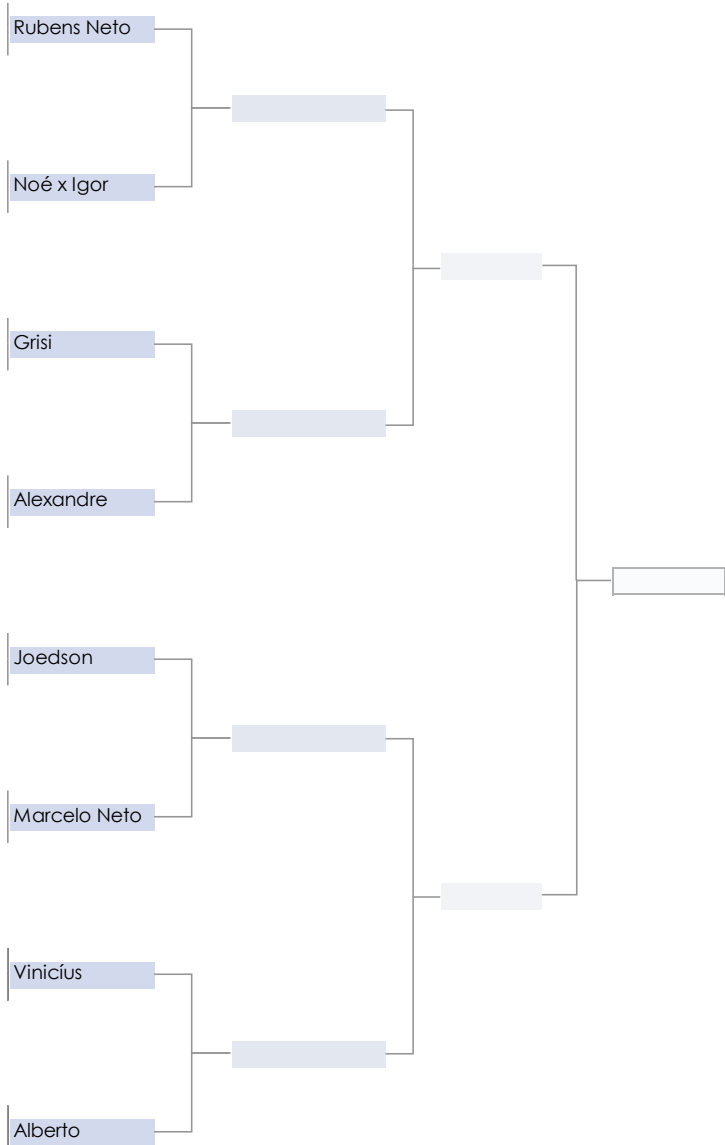 Rubens Neto
Noé x Igor
Grisi
Alexandre
Joedson
Marcelo Neto
Vinicíus
Alberto